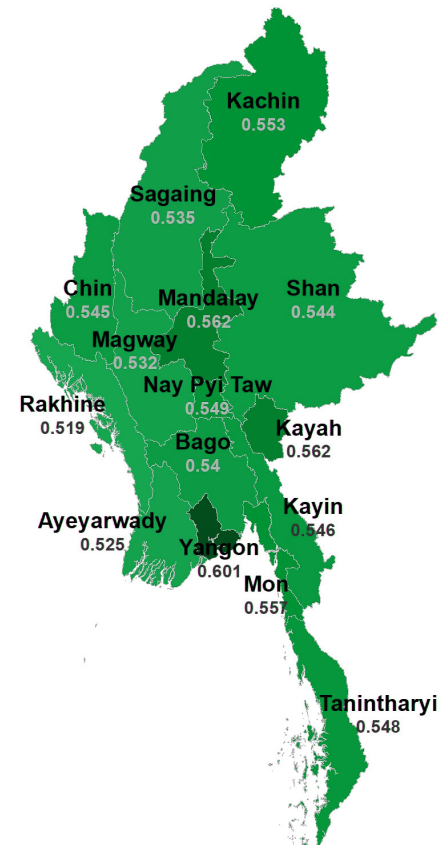 Kachin
0.553
Sagaing
0.535
Chin
0.545
Mandalay
0.562
Shan
0.544
Magway
0.532
Nay Pyi Taw
0.549
Rakhine
0.519
Kayah
0.562
Bago
0.54
Kayin
0.546
Ayeyarwady
0.525
Yangon
0.601
Mon
0.557
Tanintharyi
0.548